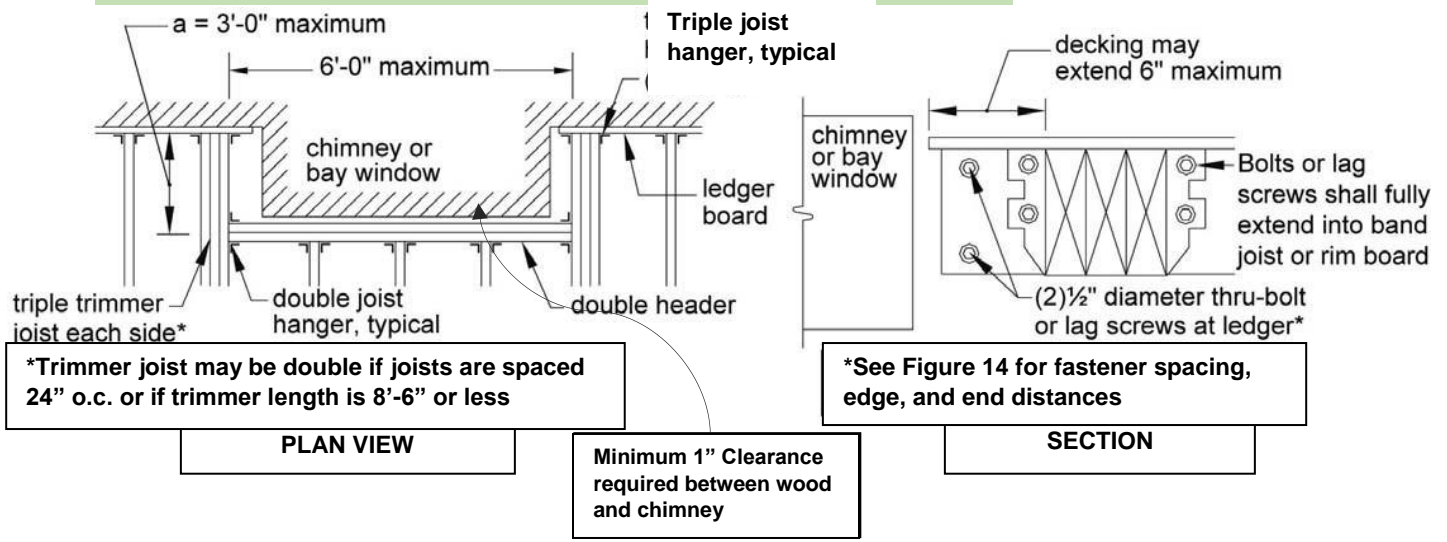 a = 3'-0" maximum
6'-0" maximum
Triple joist
hanger, typical
chimney or
bay window
ledger
board
triple trimmer
joist each side*
double joist
hanger, typical
double header
*Trimmer joist may be double if joists are spaced
24” o.c. or if trimmer length is 8’-6” or less
PLAN VIEW
Minimum 1” Clearance
required between wood
and chimney
decking may
extend 6" maximum
chimney
or bay
window
Bolts or lag
screws shall fully
extend into band
joist or rim board
(2)½" diameter thru-bolt
or lag screws at ledger*
*See Figure 14 for fastener spacing,
edge, and end distances
SECTION